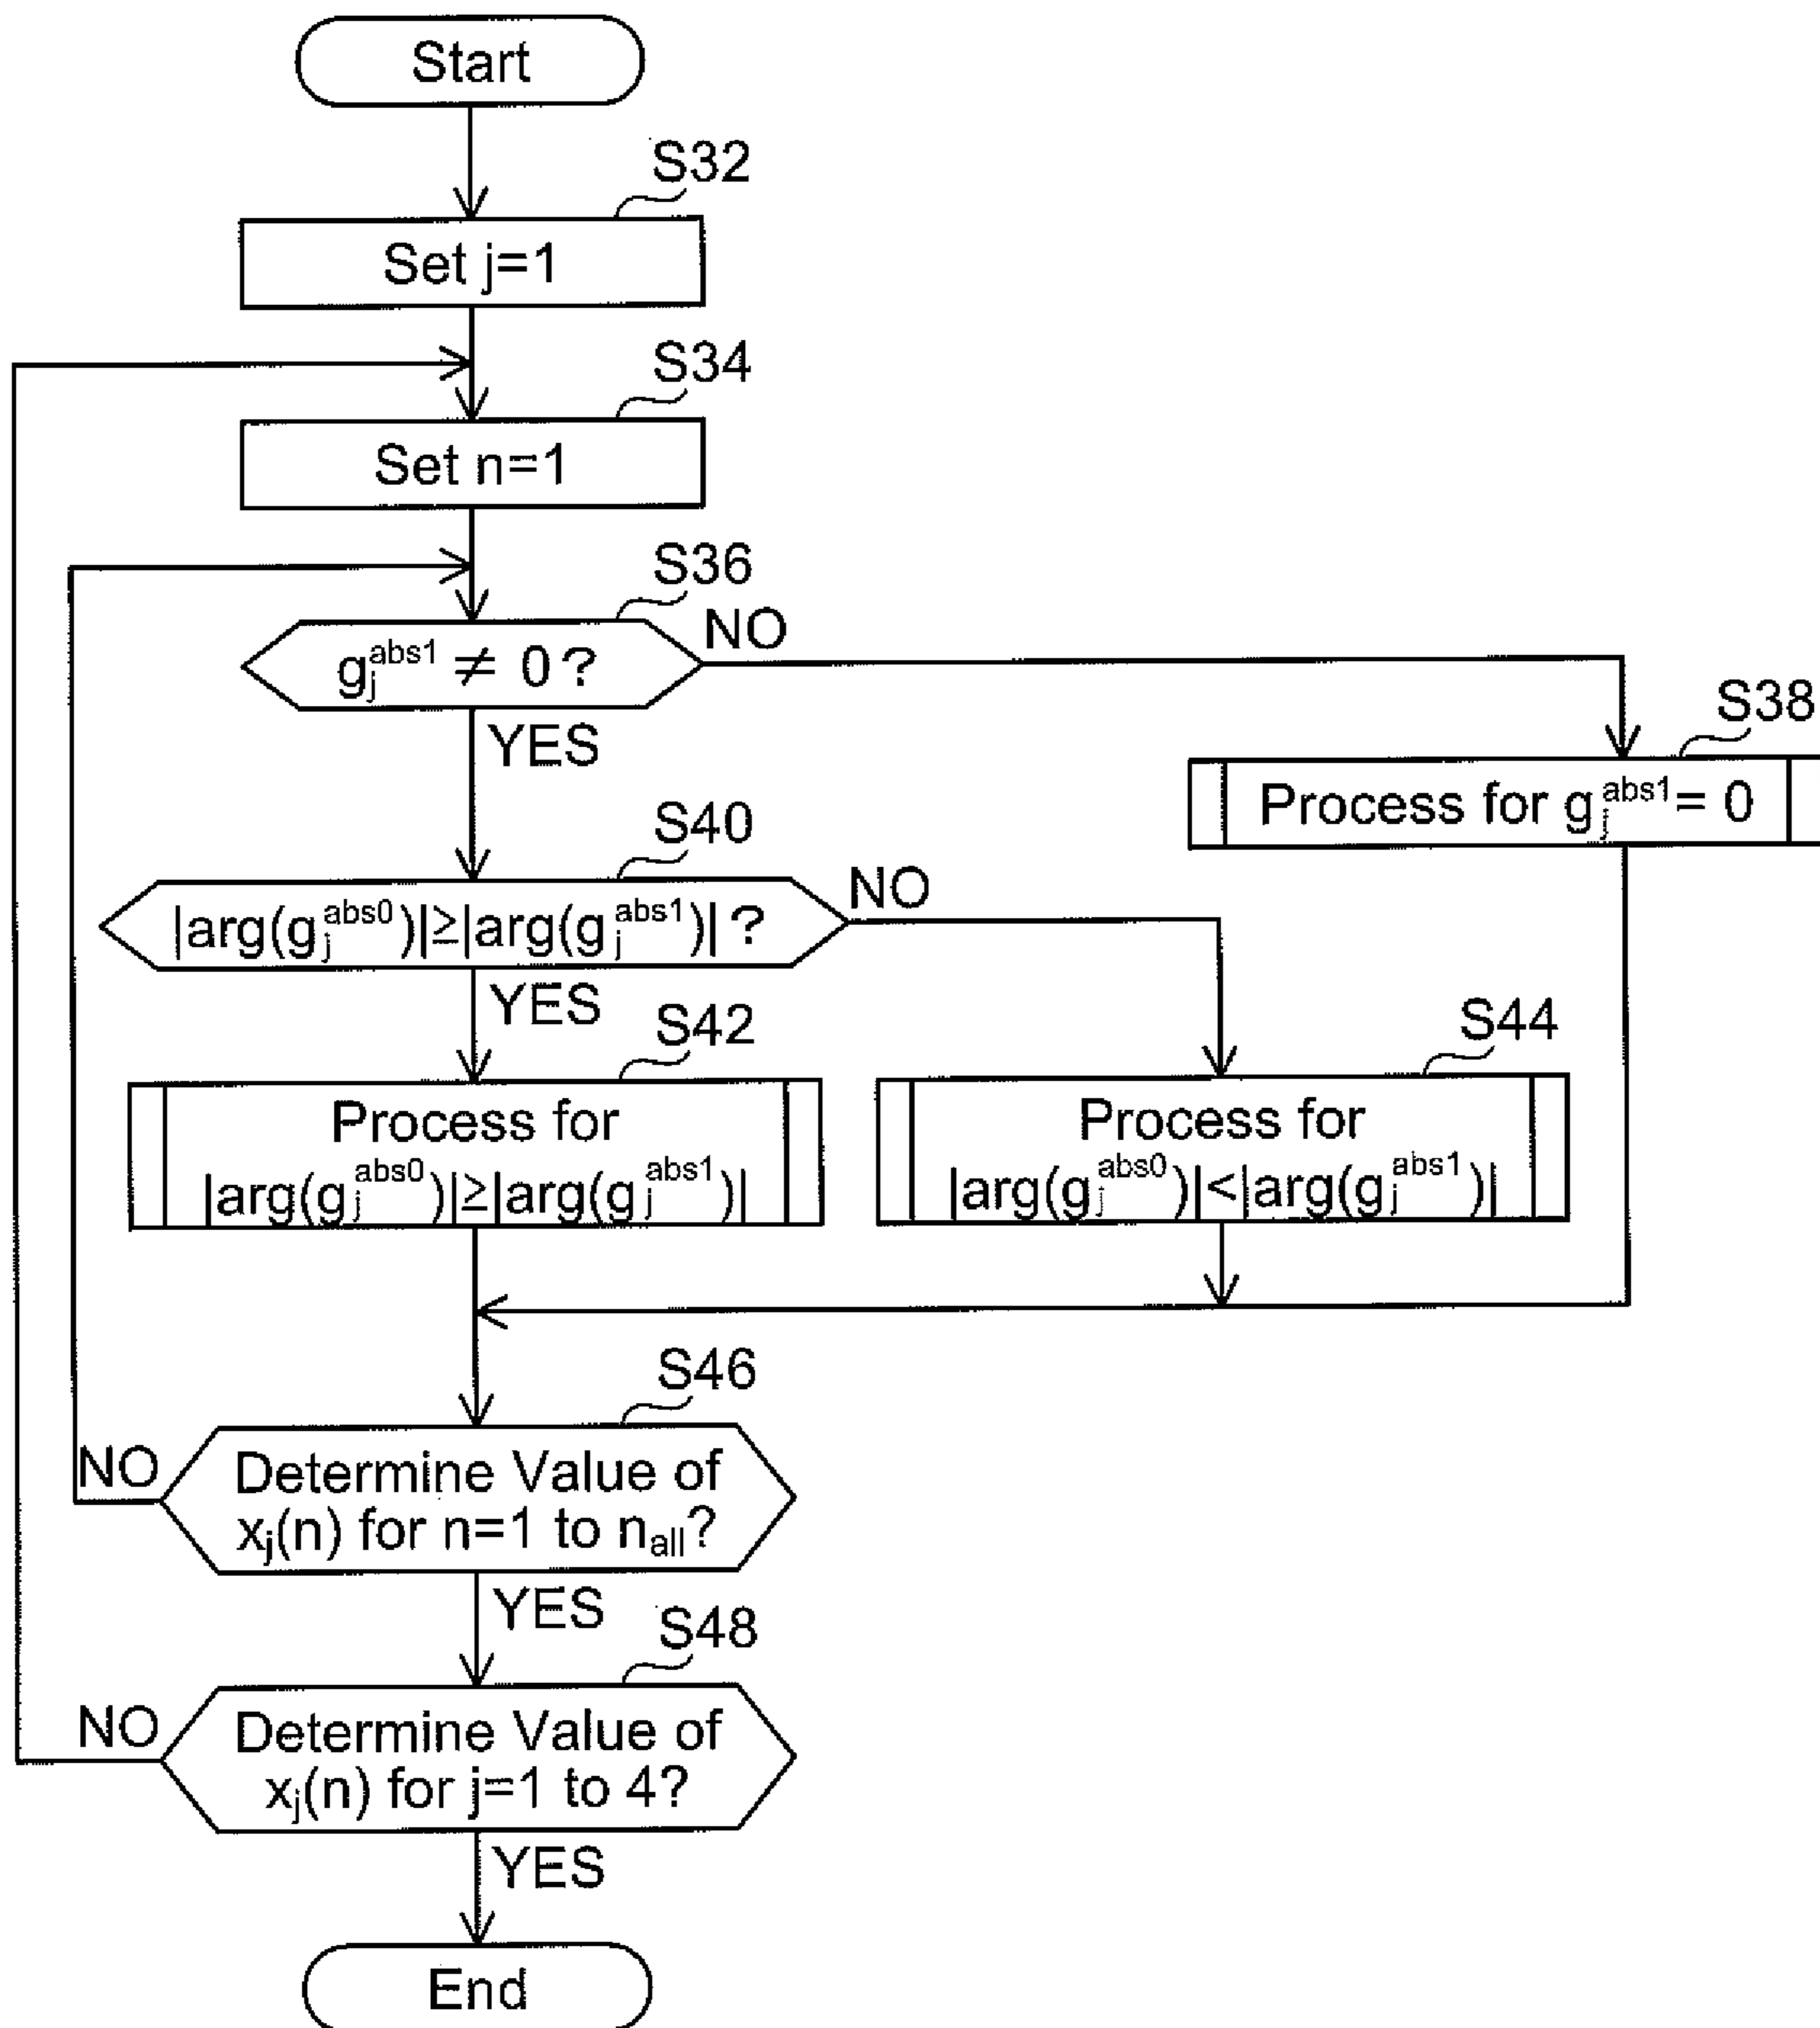 Start
S32
Set j=1
S34
Set n=1
S36
g_j^abs1 ≠ 0?
NO
YES
S38
Process for g_j^abs1 = 0
S40
|arg(g_j^abs0)|≧|arg(g_j^abs1)|?
NO
YES
S42
Process for
|arg(g_j^abs0)|≧|arg(g_j^abs1)|
S44
Process for
|arg(g_j^abs0)|<|arg(g_j^abs1)|
S46
NO
Determine Value of
x_j(n) for n=1 to n_all?
YES
S48
NO
Determine Value of
x_j(n) for j=1 to 4?
YES
End